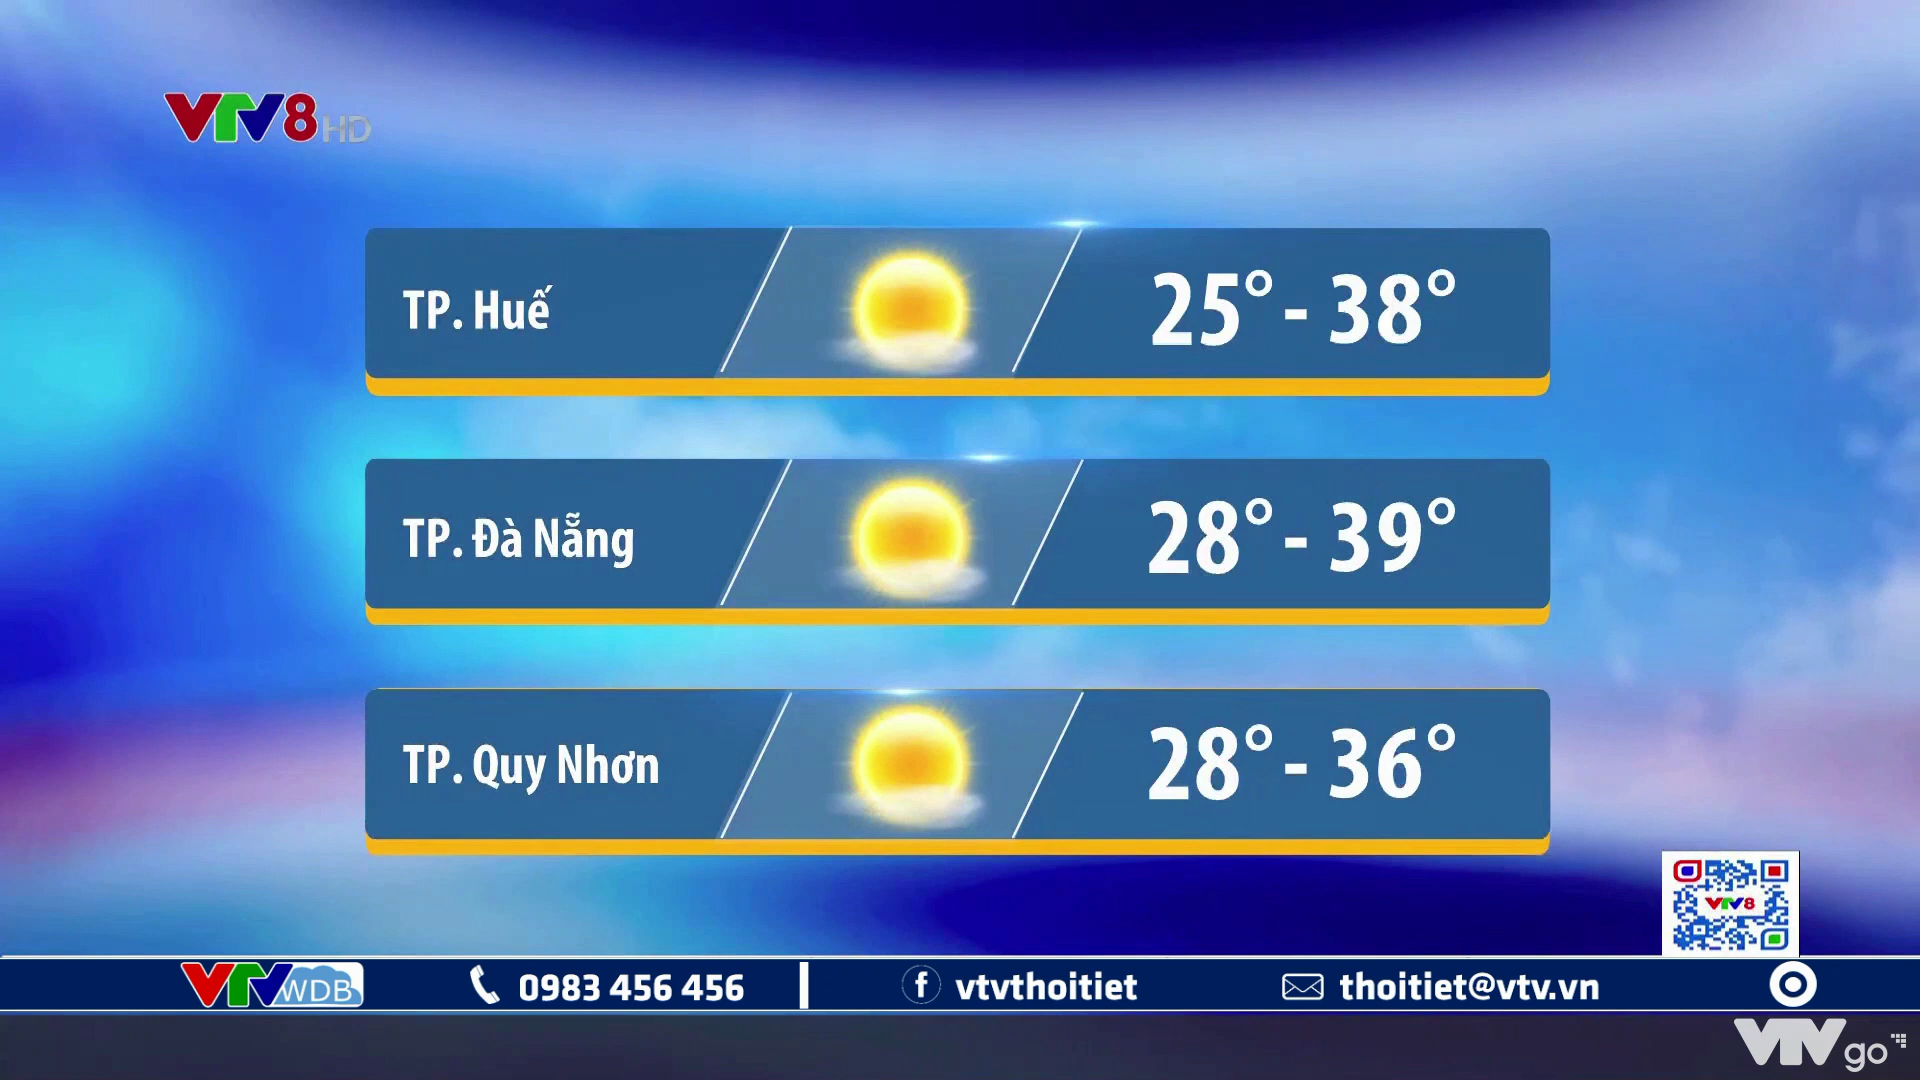 VTV8 HD
TP. Huế 25° - 38°
TP. Đà Nẵng 28° - 39°
TP. Quy Nhơn 28° - 36°
VTV8
VTV WDB 0983 456 456 vtvthoitiet thoitiet@vtv.vn
VTV go